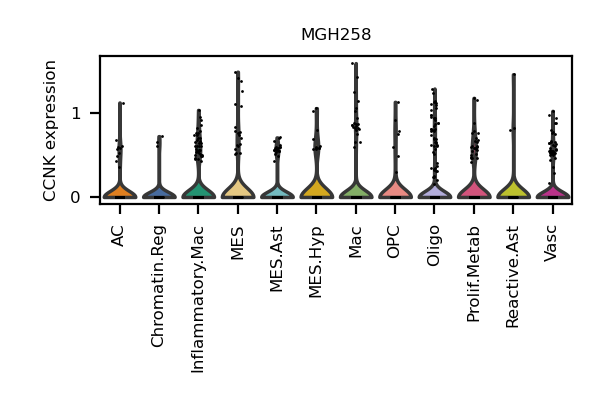 MGH258
CCNK expression
1
0
AC
Chromatin.Reg
Inflammatory.Mac
MES
MES.Ast
MES.Hyp
Mac
OPC
Oligo
Prolif.Metab
Reactive.Ast
Vasc